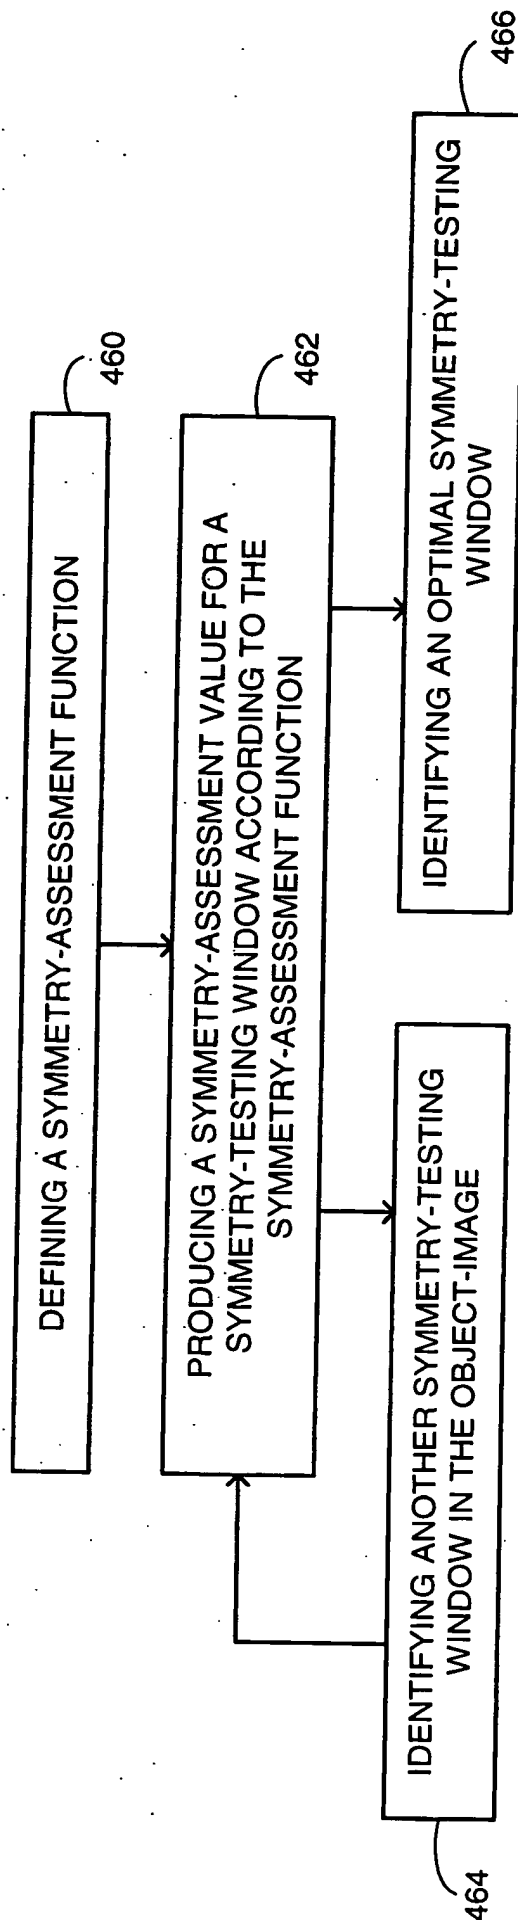 DEFINING A SYMMETRY-ASSESSMENT FUNCTION
460
PRODUCING A SYMMETRY-ASSESSMENT VALUE FOR A
SYMMETRY-TESTING WINDOW ACCORDING TO THE
SYMMETRY-ASSESSMENT FUNCTION
462
IDENTIFYING ANOTHER SYMMETRY-TESTING
WINDOW IN THE OBJECT-IMAGE
464
IDENTIFYING AN OPTIMAL SYMMETRY-TESTING
WINDOW
466